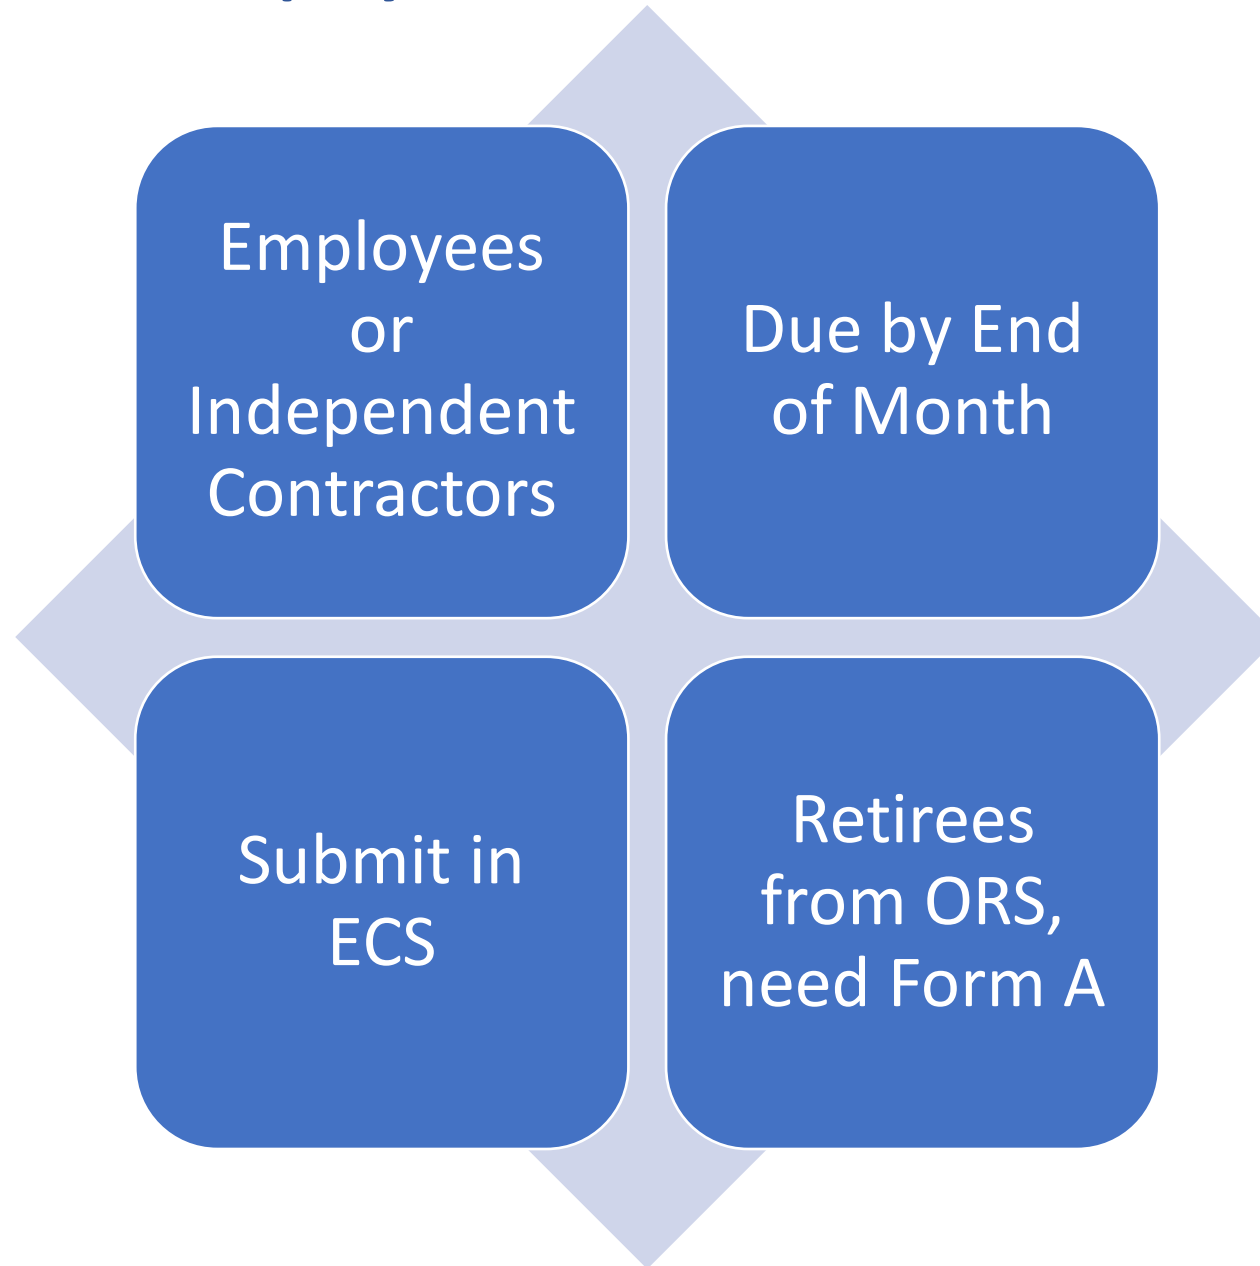 Employees
or
Independent
Contractors
Due by End
of Month
Submit in
ECS
Retirees
from ORS,
need Form A